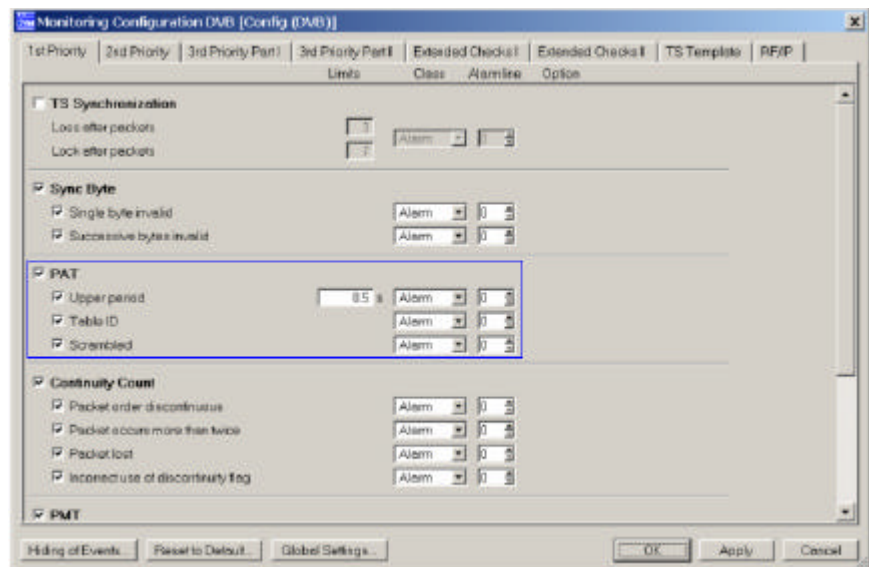 Monitoring Configuration DVB [Config (DVB)]
1st Priority 2nd Priority 3rd Priority Part I 3rd Priority Part II Extended Checks I Extended Checks II TS Template RF/IP
Limits Class Alarmline Option
TS Synchronization
Loss after packets
Lock after packets
Alarm
Sync Byte
Single byte invalid Alarm 0
Successive bytes invalid Alarm 0
PAT
Upper period 0.5 s Alarm 0
Table ID Alarm 0
Scrambled Alarm 0
Continuity Count
Packet order discontinuous Alarm 0
Packet occurs more than twice Alarm 0
Packet lost Alarm 0
Incorrect use of discontinuity flag Alarm 0
PMT
Hiding of Events... Reset to Default... Global Settings... OK Apply Cancel